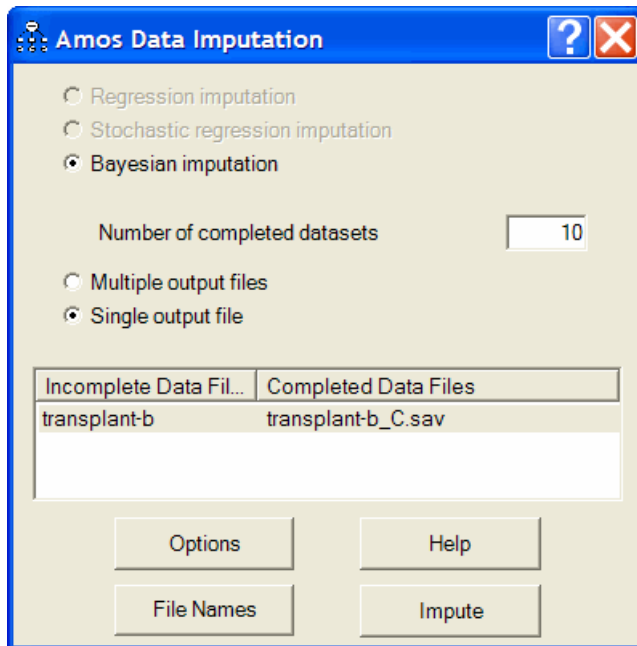 Amos Data Imputation
Regression imputation
Stochastic regression imputation
Bayesian imputation
Number of completed datasets 10
Multiple output files
Single output file
Incomplete Data Fil... Completed Data Files
transplant-b transplant-b_C.sav
Options Help
File Names Impute